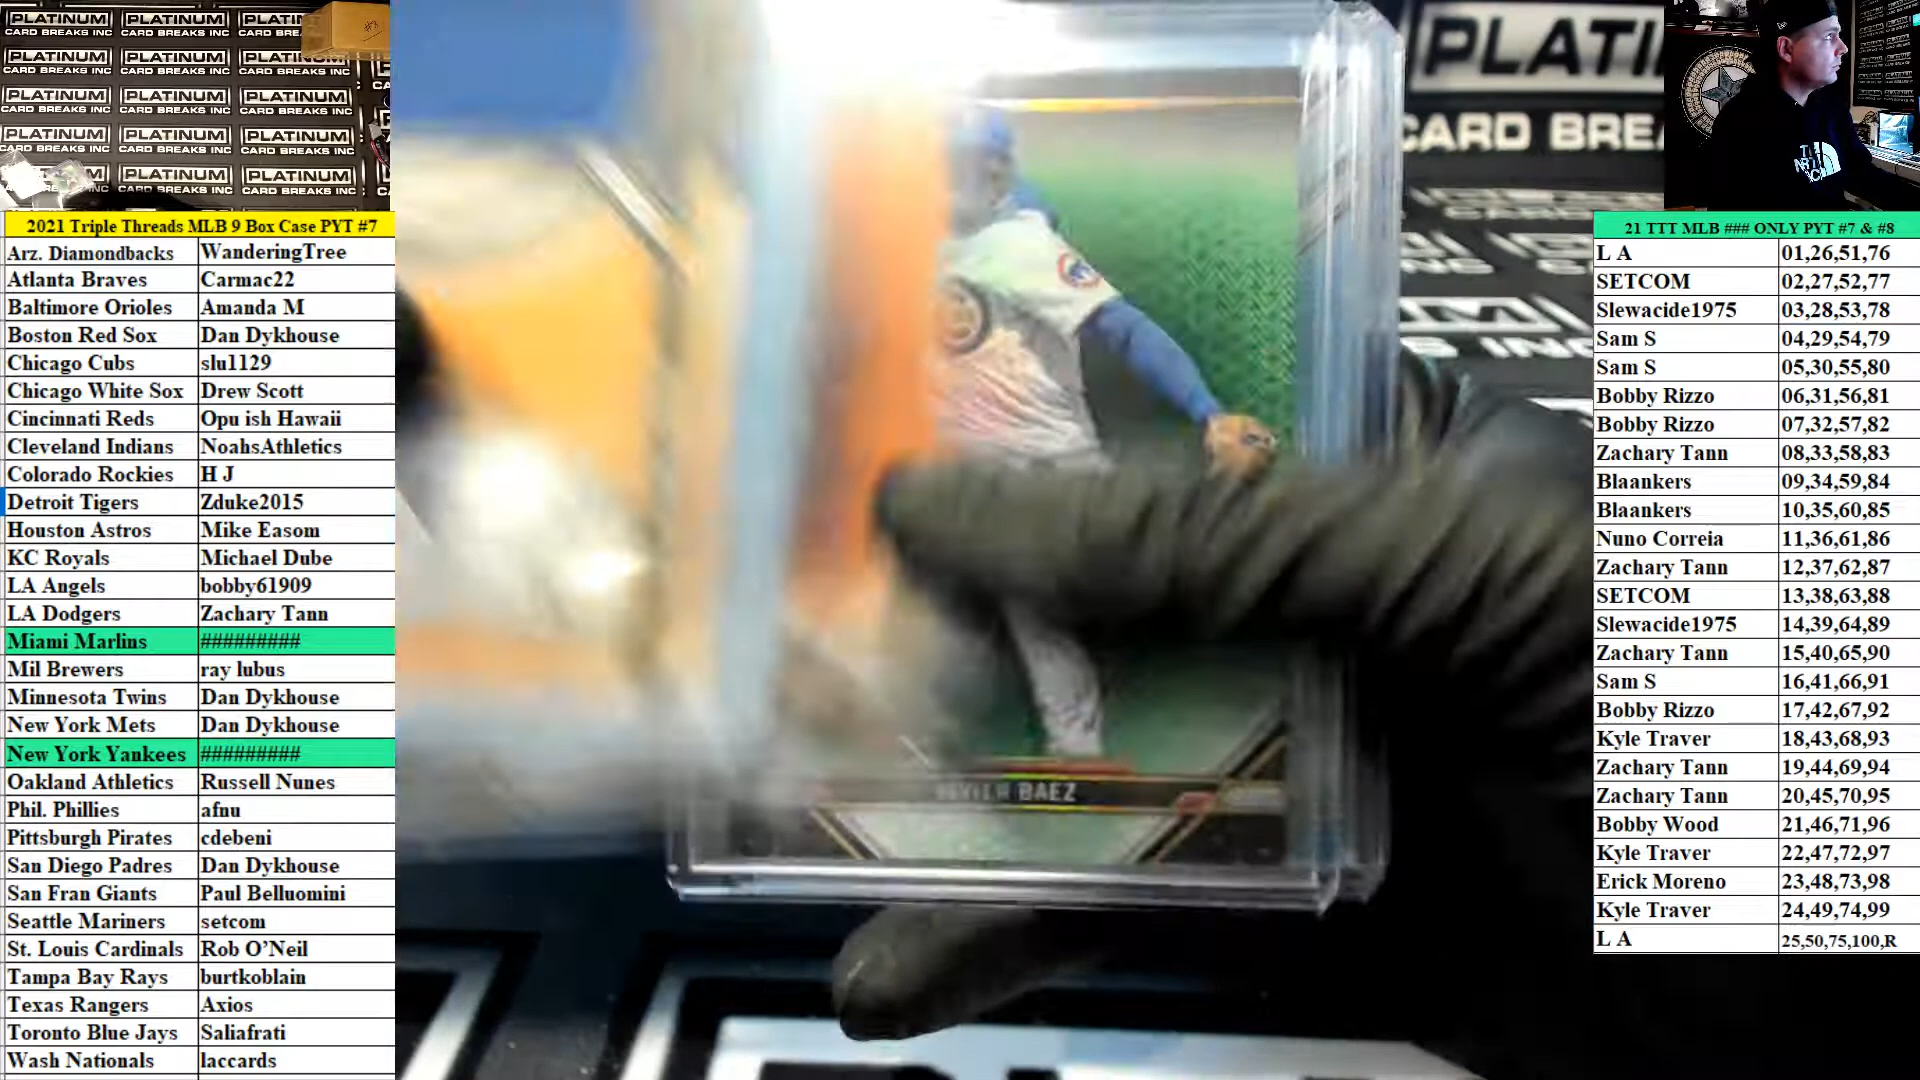 PLATINUM PLATINUM
CARD BREAKS INC CARD BREAKS INC
PLATINUM PLATINUM
CARD BREAKS INC CARD BREAKS INC CARD BREAKS INC
PLATINUM PLATINUM PLATINUM
CARD BREAKS INC CARD BREAKS INC CARD BREAKS INC
PLATINUM PLATINUM PLATINUM
CARD BREAKS INC CARD BREAKS INC CARD BREAKS INC
PLATINUM PLATINUM
CARD BREAKS INC CARD BREAKS INC
2021 Triple Threads MLB 9 Box Case PYT #7
Arz. Diamondbacks WanderingTree
Atlanta Braves Carmac22
Baltimore Orioles Amanda M
Boston Red Sox Dan Dykhouse
Chicago Cubs slu1129
Chicago White Sox Drew Scott
Cincinnati Reds Opu ish Hawaii
Cleveland Indians NoahsAthletics
Colorado Rockies H J
Detroit Tigers Zduke2015
Houston Astros Mike Easom
KC Royals Michael Dube
LA Angels bobby61909
LA Dodgers Zachary Tann
Miami Marlins #########
Mil Brewers ray lubus
Minnesota Twins Dan Dykhouse
New York Mets Dan Dykhouse
New York Yankees #########
Oakland Athletics Russell Nunes
Phil. Phillies afnu
Pittsburgh Pirates cdebeni
San Diego Padres Dan Dykhouse
San Fran Giants Paul Belluomini
Seattle Mariners setcom
St. Louis Cardinals Rob O’Neil
Tampa Bay Rays burtkoblain
Texas Rangers Axios
Toronto Blue Jays Saliafrati
Wash Nationals laccards
BAEZ
PLATI
CARD BREA
21 TTT MLB ### ONLY PYT #7 & #8
L A 01,26,51,76
SETCOM 02,27,52,77
Slewacide1975 03,28,53,78
Sam S 04,29,54,79
Sam S 05,30,55,80
Bobby Rizzo 06,31,56,81
Bobby Rizzo 07,32,57,82
Zachary Tann 08,33,58,83
Blaankers 09,34,59,84
Blaankers 10,35,60,85
Nuno Correia 11,36,61,86
Zachary Tann 12,37,62,87
SETCOM 13,38,63,88
Slewacide1975 14,39,64,89
Zachary Tann 15,40,65,90
Sam S 16,41,66,91
Bobby Rizzo 17,42,67,92
Kyle Traver 18,43,68,93
Zachary Tann 19,44,69,94
Zachary Tann 20,45,70,95
Bobby Wood 21,46,71,96
Kyle Traver 22,47,72,97
Erick Moreno 23,48,73,98
Kyle Traver 24,49,74,99
L A 25,50,75,100,R